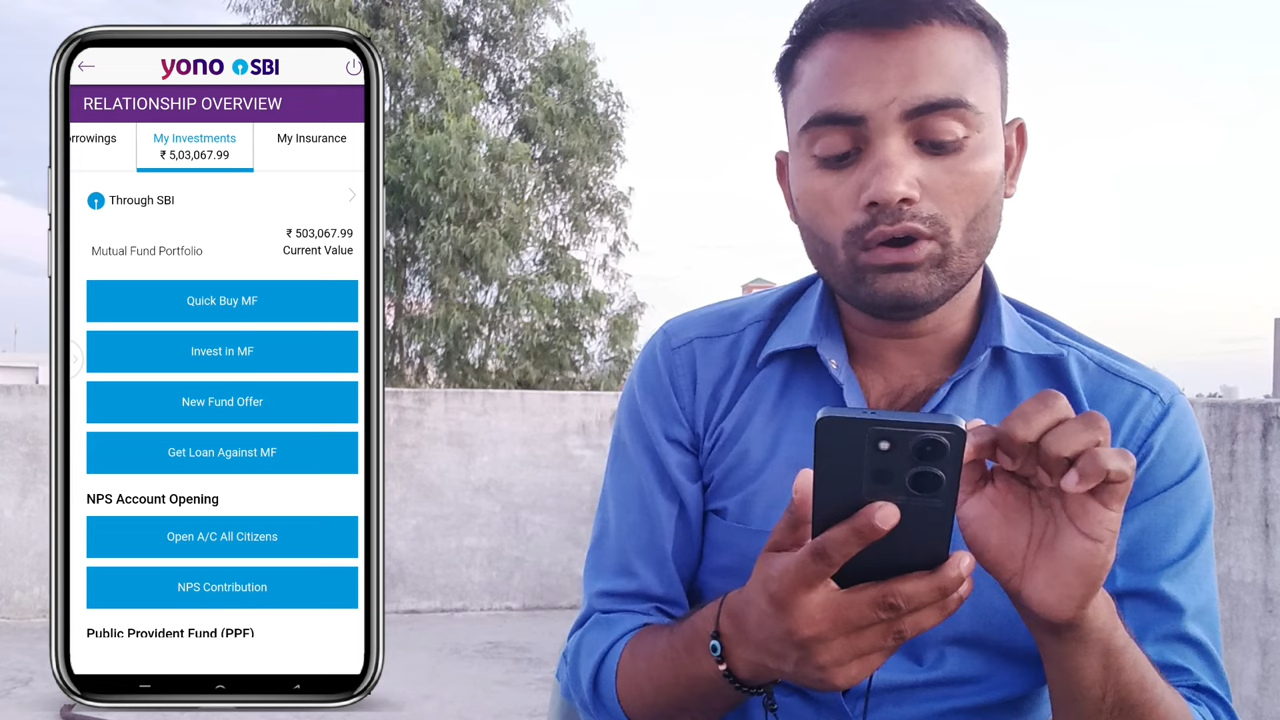 yono SBI
RELATIONSHIP OVERVIEW
rrowings
My Investments
₹ 5,03,067.99
My Insurance
Through SBI
₹ 503,067.99
Mutual Fund Portfolio
Current Value
Quick Buy MF
Invest in MF
New Fund Offer
Get Loan Against MF
NPS Account Opening
Open A/C All Citizens
NPS Contribution
Public Provident Fund (PPF)